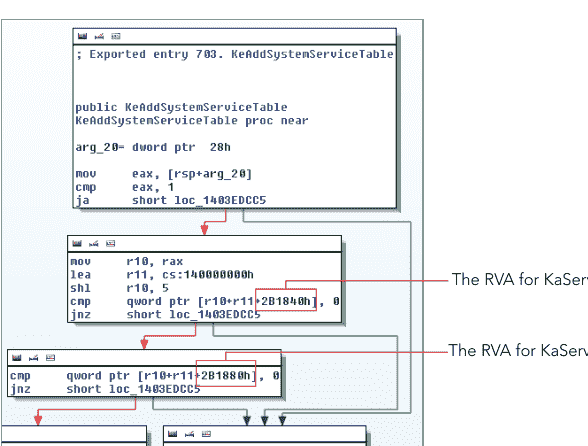 ; Exported entry 703. KeAddSystemServiceTable
public KeAddSystemServiceTable
KeAddSystemServiceTable proc near
arg_20= dword ptr  28h
mov     eax, [rsp+arg_20]
cmp     eax, 1
ja      short loc_1403EDCC5
mov     r10, rax
lea     r11, cs:140000000h
shl     r10, 5
cmp     qword ptr [r10+r11+2B1840h], 0
jnz     short loc_1403EDCC5
The RVA for KaSer
cmp     qword ptr [r10+r11+2B1880h], 0
jnz     short loc_1403EDCC5
The RVA for KaSer